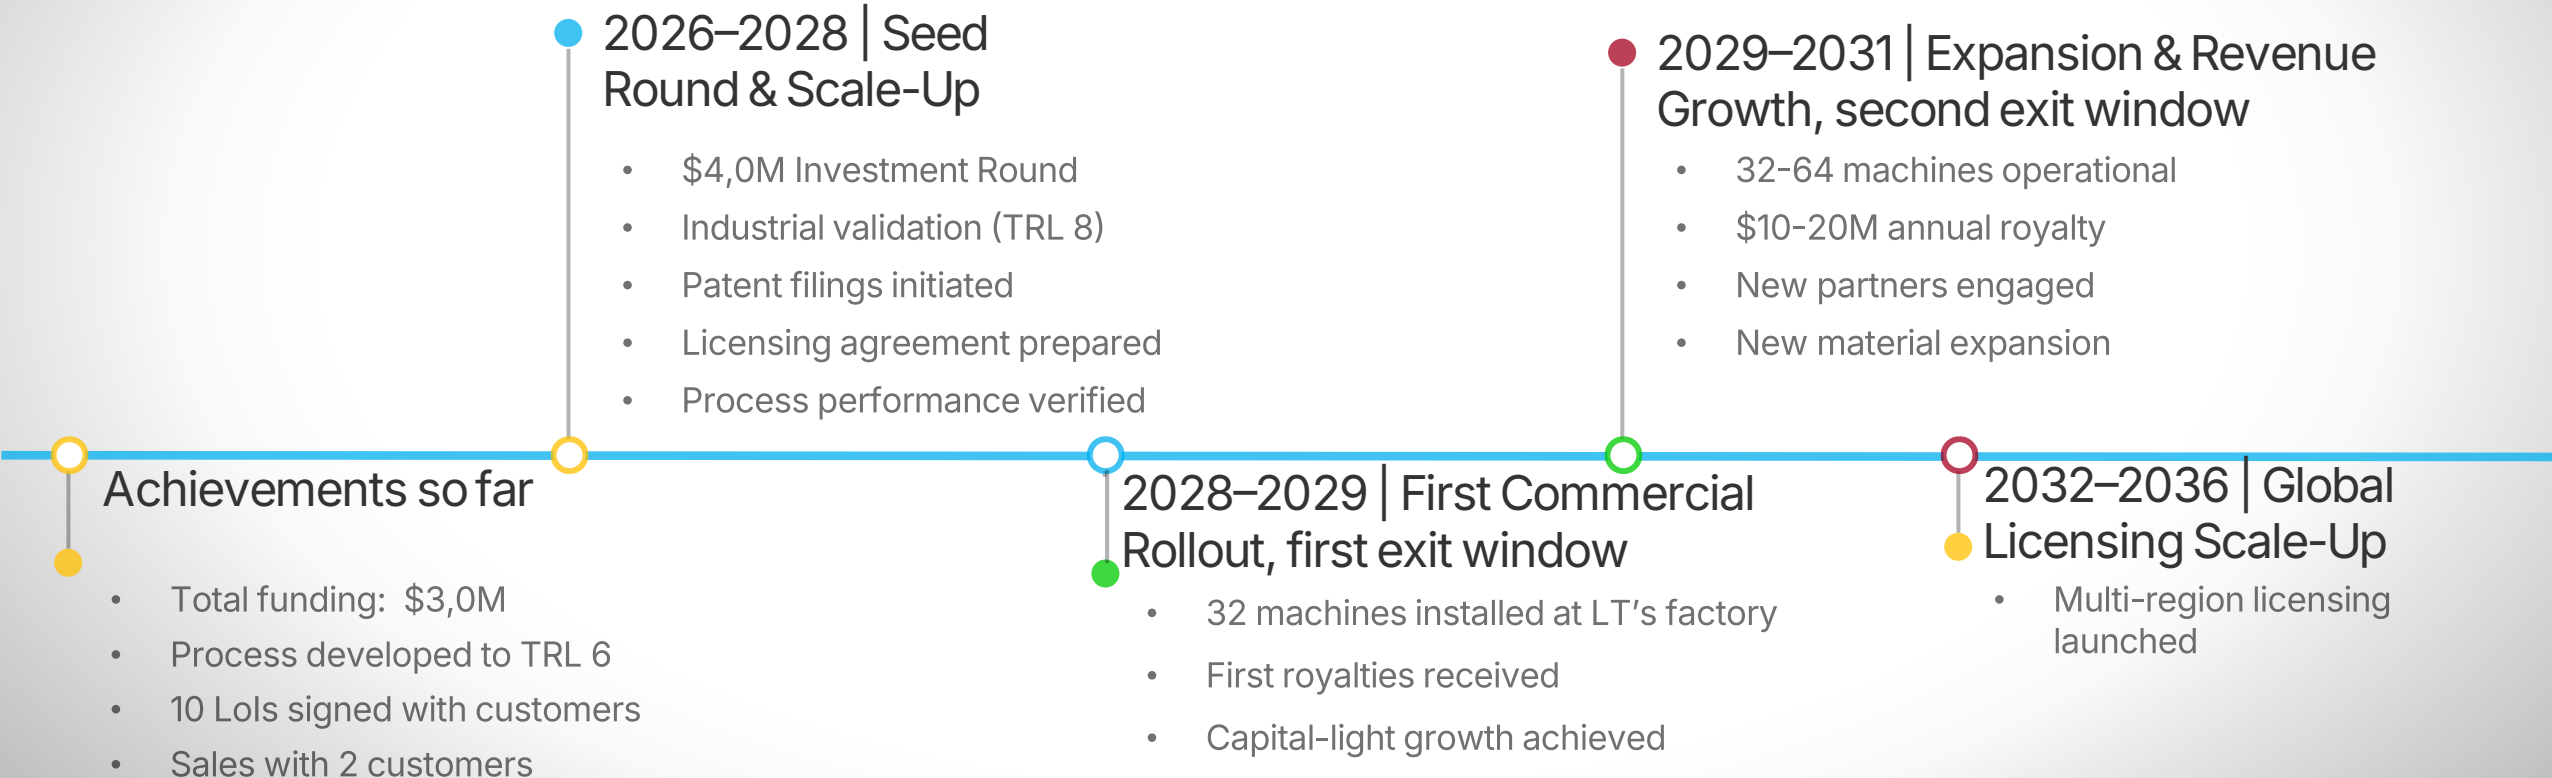 2026–2028 | Seed
Round & Scale-Up
• $4,0M Investment Round
• Industrial validation (TRL 8)
• Patent filings initiated
• Licensing agreement prepared
• Process performance verified
2029–2031 | Expansion & Revenue
Growth, second exit window
• 32-64 machines operational
• $10-20M annual royalty
• New partners engaged
• New material expansion
Achievements so far
• Total funding: $3,0M
• Process developed to TRL 6
• 10 LoIs signed with customers
• Sales with 2 customers
2028–2029 | First Commercial
Rollout, first exit window
• 32 machines installed at LT’s factory
• First royalties received
• Capital-light growth achieved
2032–2036 | Global
Licensing Scale-Up
• Multi-region licensing
launched